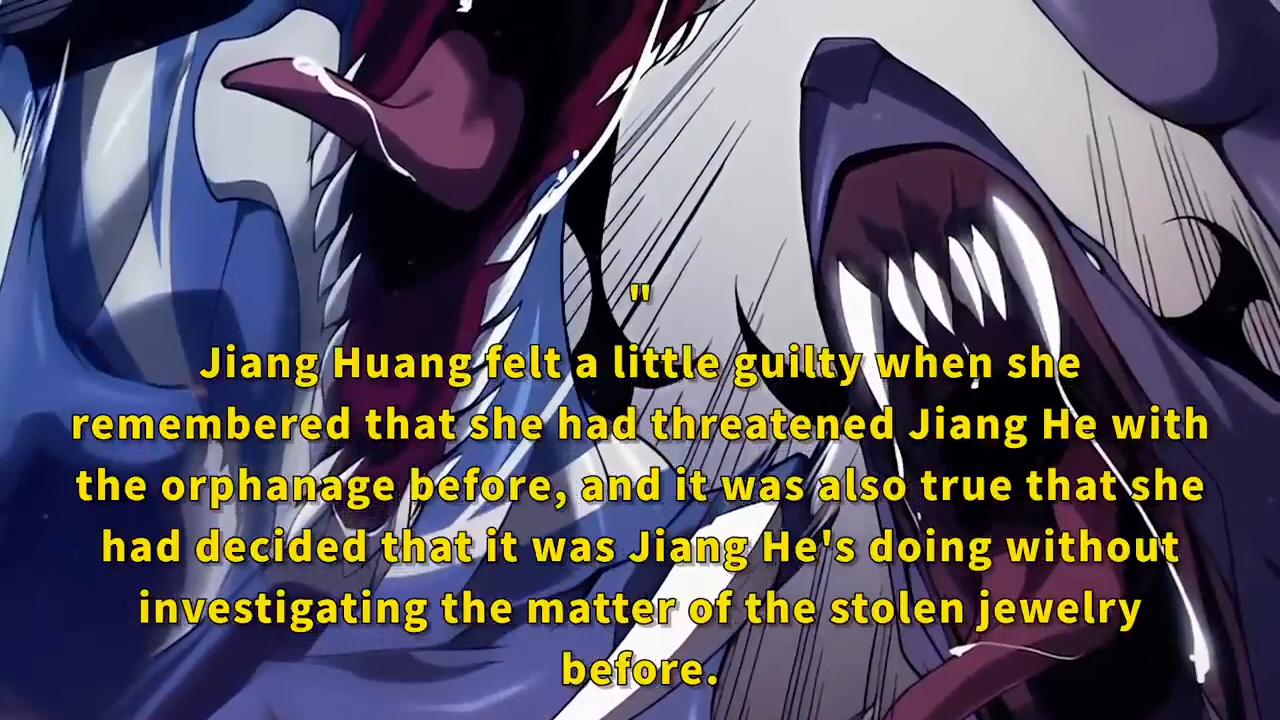 "
Jiang Huang felt a little guilty when she
remembered that she had threatened Jiang He with
the orphanage before, and it was also true that she
had decided that it was Jiang He's doing without
investigating the matter of the stolen jewelry
before.